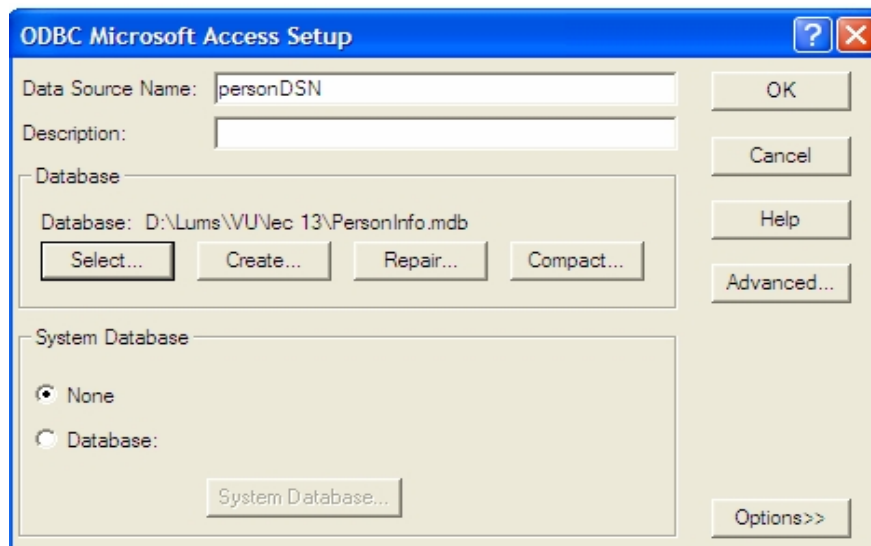 ODBC Microsoft Access Setup
Data Source Name: personDSN
OK
Description:
Cancel
Database
Database: D:\Lums\VU\lec 13\PersonInfo.mdb
Help
Select... Create... Repair... Compact...
Advanced...
System Database
None
Database:
System Database...
Options>>